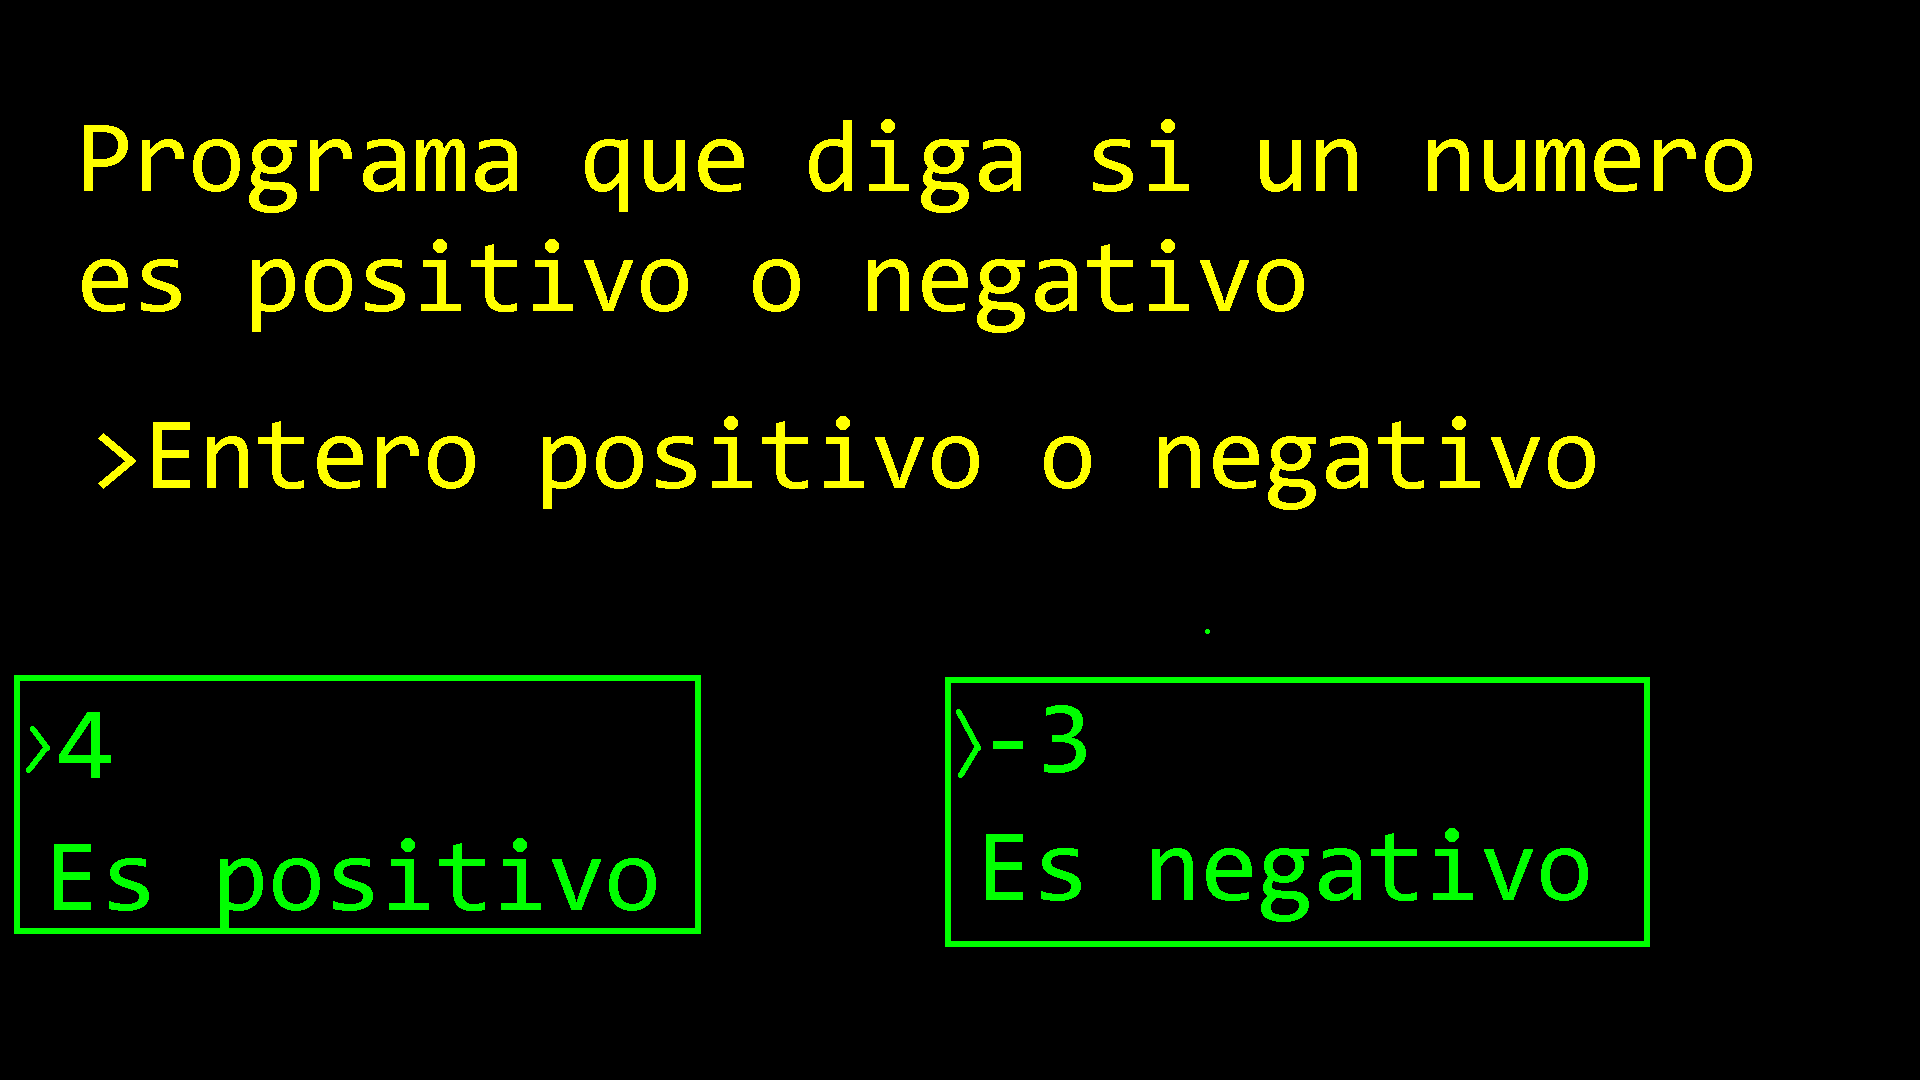 Programa que diga si un numero
es positivo o negativo
>Entero positivo o negativo
>4
Es positivo
>-3
Es negativo